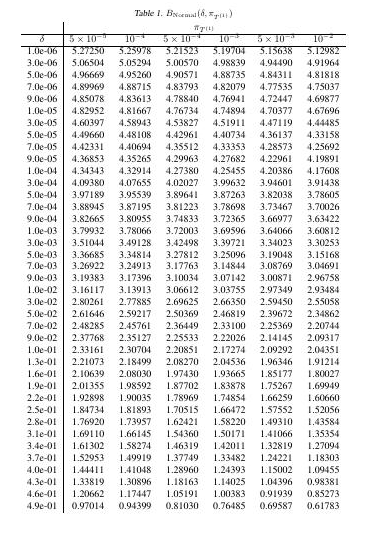 Table 1. B_Normal(δ, π_T(1))
π_T(1)
δ 5 × 10⁻⁵ 10⁻⁴ 5 × 10⁻⁴ 10⁻³ 5 × 10⁻³ 10⁻²
1.0e-06 5.27250 5.25978 5.21523 5.19704 5.15638 5.12982
3.0e-06 5.06504 5.05294 5.00570 4.98839 4.94490 4.91964
5.0e-06 4.96669 4.95260 4.90571 4.88735 4.84311 4.81818
7.0e-06 4.89969 4.88715 4.83793 4.82079 4.77535 4.75037
9.0e-06 4.85078 4.83613 4.78840 4.76941 4.72447 4.69877
1.0e-05 4.82952 4.81667 4.76734 4.74894 4.70377 4.67696
3.0e-05 4.60397 4.58943 4.53827 4.51911 4.47119 4.44485
5.0e-05 4.49660 4.48108 4.42961 4.40734 4.36137 4.33158
7.0e-05 4.42331 4.40694 4.35512 4.33353 4.28573 4.25692
9.0e-05 4.36853 4.35265 4.29963 4.27682 4.22961 4.19891
1.0e-04 4.34343 4.32914 4.27380 4.25455 4.20386 4.17608
3.0e-04 4.09380 4.07655 4.02027 3.99632 3.94601 3.91438
5.0e-04 3.97189 3.95539 3.89641 3.87263 3.82038 3.78605
7.0e-04 3.88945 3.87195 3.81223 3.78698 3.73467 3.70026
9.0e-04 3.82665 3.80955 3.74833 3.72365 3.66977 3.63422
1.0e-03 3.79932 3.78066 3.72003 3.69596 3.64066 3.60812
3.0e-03 3.51044 3.49128 3.42498 3.39721 3.34023 3.30253
5.0e-03 3.36685 3.34814 3.27812 3.25096 3.19048 3.15168
7.0e-03 3.26922 3.24913 3.17763 3.14844 3.08769 3.04691
9.0e-03 3.19383 3.17396 3.10034 3.07142 3.00871 2.96758
1.0e-02 3.16117 3.13913 3.06612 3.03755 2.97349 2.93484
3.0e-02 2.80261 2.77885 2.69625 2.66350 2.59450 2.55058
5.0e-02 2.61646 2.59217 2.50369 2.46819 2.39672 2.34862
7.0e-02 2.48285 2.45761 2.36449 2.33100 2.25369 2.20744
9.0e-02 2.37768 2.35127 2.25533 2.22026 2.14145 2.09317
1.0e-01 2.33161 2.30704 2.20851 2.17274 2.09292 2.04351
1.3e-01 2.21073 2.18499 2.08270 2.04536 1.96346 1.91214
1.6e-01 2.10639 2.08030 1.97430 1.93665 1.85177 1.80027
1.9e-01 2.01355 1.98592 1.87702 1.83878 1.75267 1.69949
2.2e-01 1.92898 1.90035 1.78969 1.74854 1.66259 1.60660
2.5e-01 1.84734 1.81893 1.70515 1.66472 1.57552 1.52056
2.8e-01 1.76920 1.73957 1.62421 1.58220 1.49310 1.43584
3.1e-01 1.69110 1.66145 1.54360 1.50171 1.41066 1.35354
3.4e-01 1.61302 1.58274 1.46319 1.42011 1.32819 1.27094
3.7e-01 1.52953 1.49919 1.37749 1.33482 1.24221 1.18303
4.0e-01 1.44411 1.41048 1.28960 1.24393 1.15002 1.09455
4.3e-01 1.33819 1.30896 1.18163 1.14025 1.04396 0.98381
4.6e-01 1.20662 1.17447 1.05191 1.00383 0.91939 0.85273
4.9e-01 0.97014 0.94399 0.81030 0.76485 0.69587 0.61783